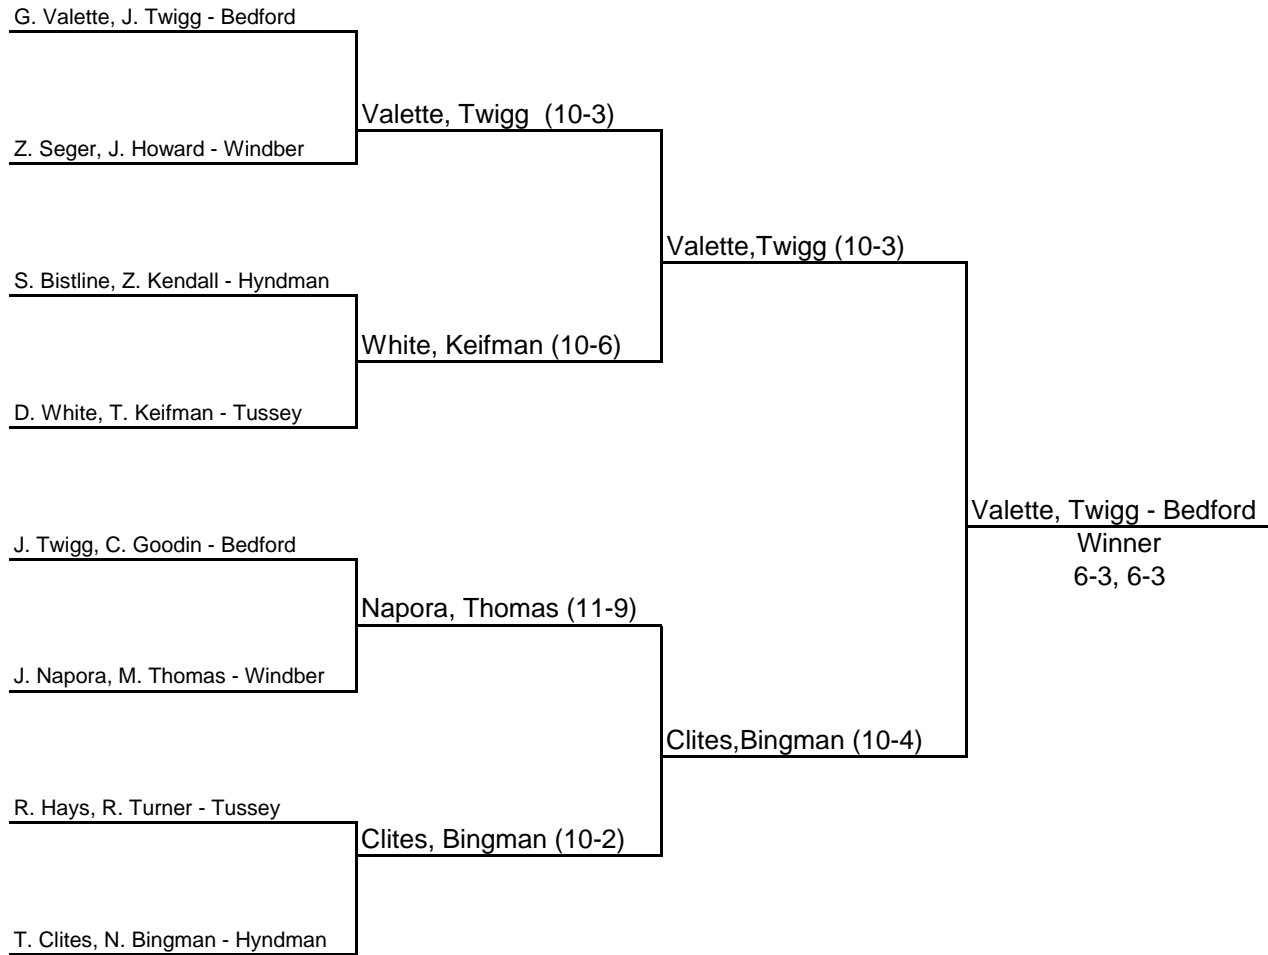 G. Valette, J. Twigg - Bedford
Valette, Twigg  (10-3)
Z. Seger, J. Howard - Windber
Valette,Twigg (10-3)
S. Bistline, Z. Kendall - Hyndman
White, Keifman (10-6)
D. White, T. Keifman - Tussey
Valette, Twigg - Bedford
Winner
6-3, 6-3
J. Twigg, C. Goodin - Bedford
Napora, Thomas (11-9)
J. Napora, M. Thomas - Windber
Clites,Bingman (10-4)
R. Hays, R. Turner - Tussey
Clites, Bingman (10-2)
T. Clites, N. Bingman - Hyndman